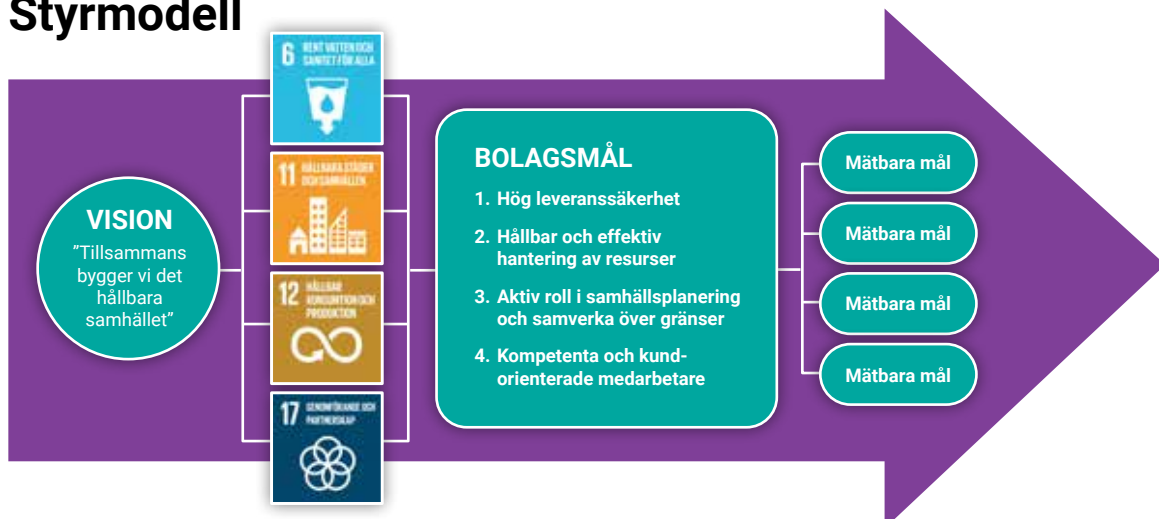 Styrmodell
VISION
”Tillsammans
bygger vi det
hållbara
samhället”
6 RENT VATTEN OCH
SANITET FÖR ALLA
11 HÅLLBARA STÄDER
OCH SAMHÄLLEN
12 HÅLLBAR
KONSUMTION OCH
PRODUKTION
17 GENOMFÖRANDE OCH
PARTNERSKAP
BOLAGSMÅL
1. Hög leveranssäkerhet
2. Hållbar och effektiv
hantering av resurser
3. Aktiv roll i samhällsplanering
och samverka över gränser
4. Kompetenta och kund-
orienterade medarbetare
Mätbara mål
Mätbara mål
Mätbara mål
Mätbara mål